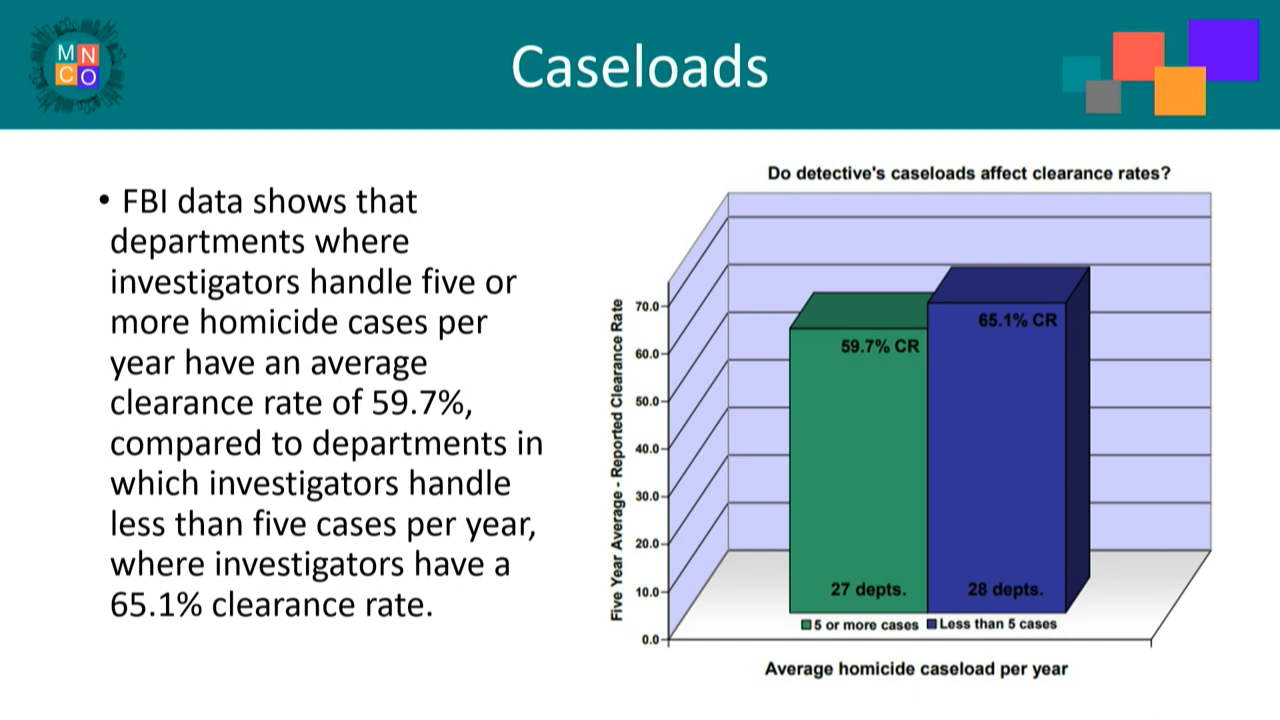 M N
C O
Caseloads
• FBI data shows that
departments where
investigators handle five or
more homicide cases per
year have an average
clearance rate of 59.7%,
compared to departments in
which investigators handle
less than five cases per year,
where investigators have a
65.1% clearance rate.
Do detective's caseloads affect clearance rates?
Five Year Average - Reported Clearance Rate
70.0
60.0
50.0
40.0
30.0
20.0
10.0
0.0
59.7% CR
65.1% CR
27 depts.
28 depts.
5 or more cases
Less than 5 cases
Average homicide caseload per year